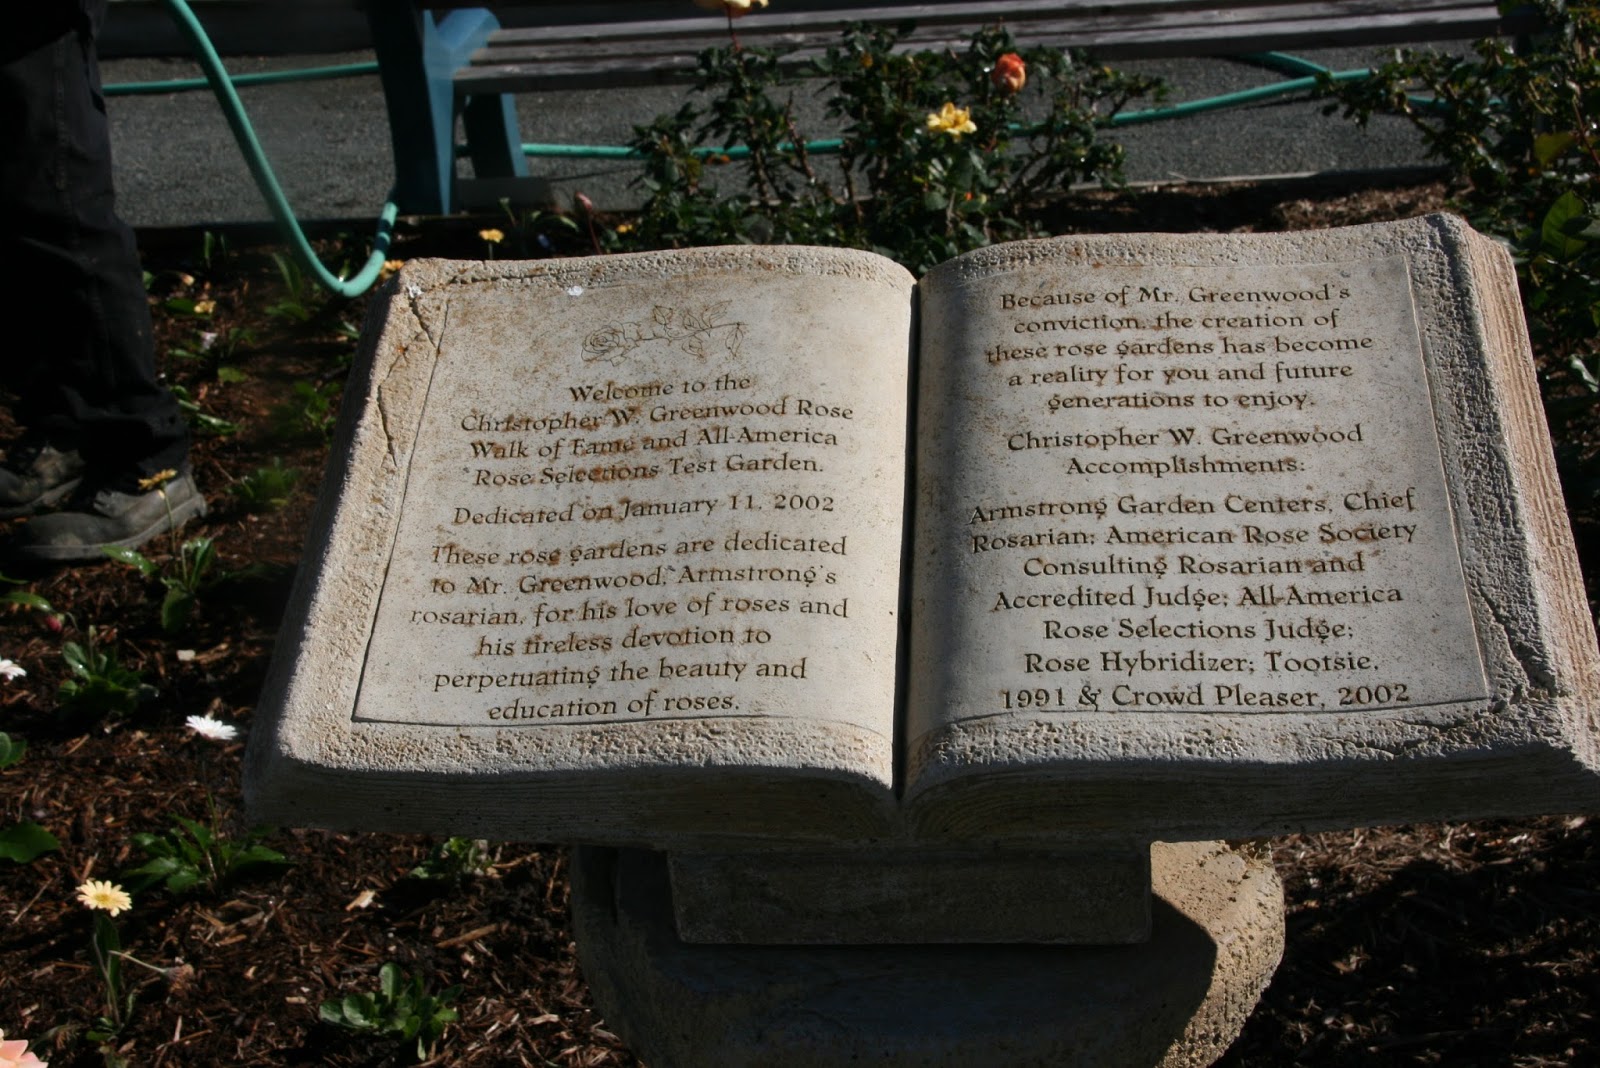 Welcome to the
Christopher W. Greenwood Rose
Walk of Fame and All-America
Rose Selections Test Garden.
Dedicated on January 11, 2002
These rose gardens are dedicated
to Mr. Greenwood, Armstrong's
rosarian, for his love of roses and
his tireless devotion to
perpetuating the beauty and
education of roses.
Because of Mr. Greenwood's
conviction, the creation of
these rose gardens has become
a reality for you and future
generations to enjoy.
Christopher W. Greenwood
Accomplishments:
Armstrong Garden Centers, Chief
Rosarian; American Rose Society
Consulting Rosarian and
Accredited Judge; All-America
Rose Selections Judge;
Rose Hybridizer; Tootsie,
1991 & Crowd Pleaser, 2002